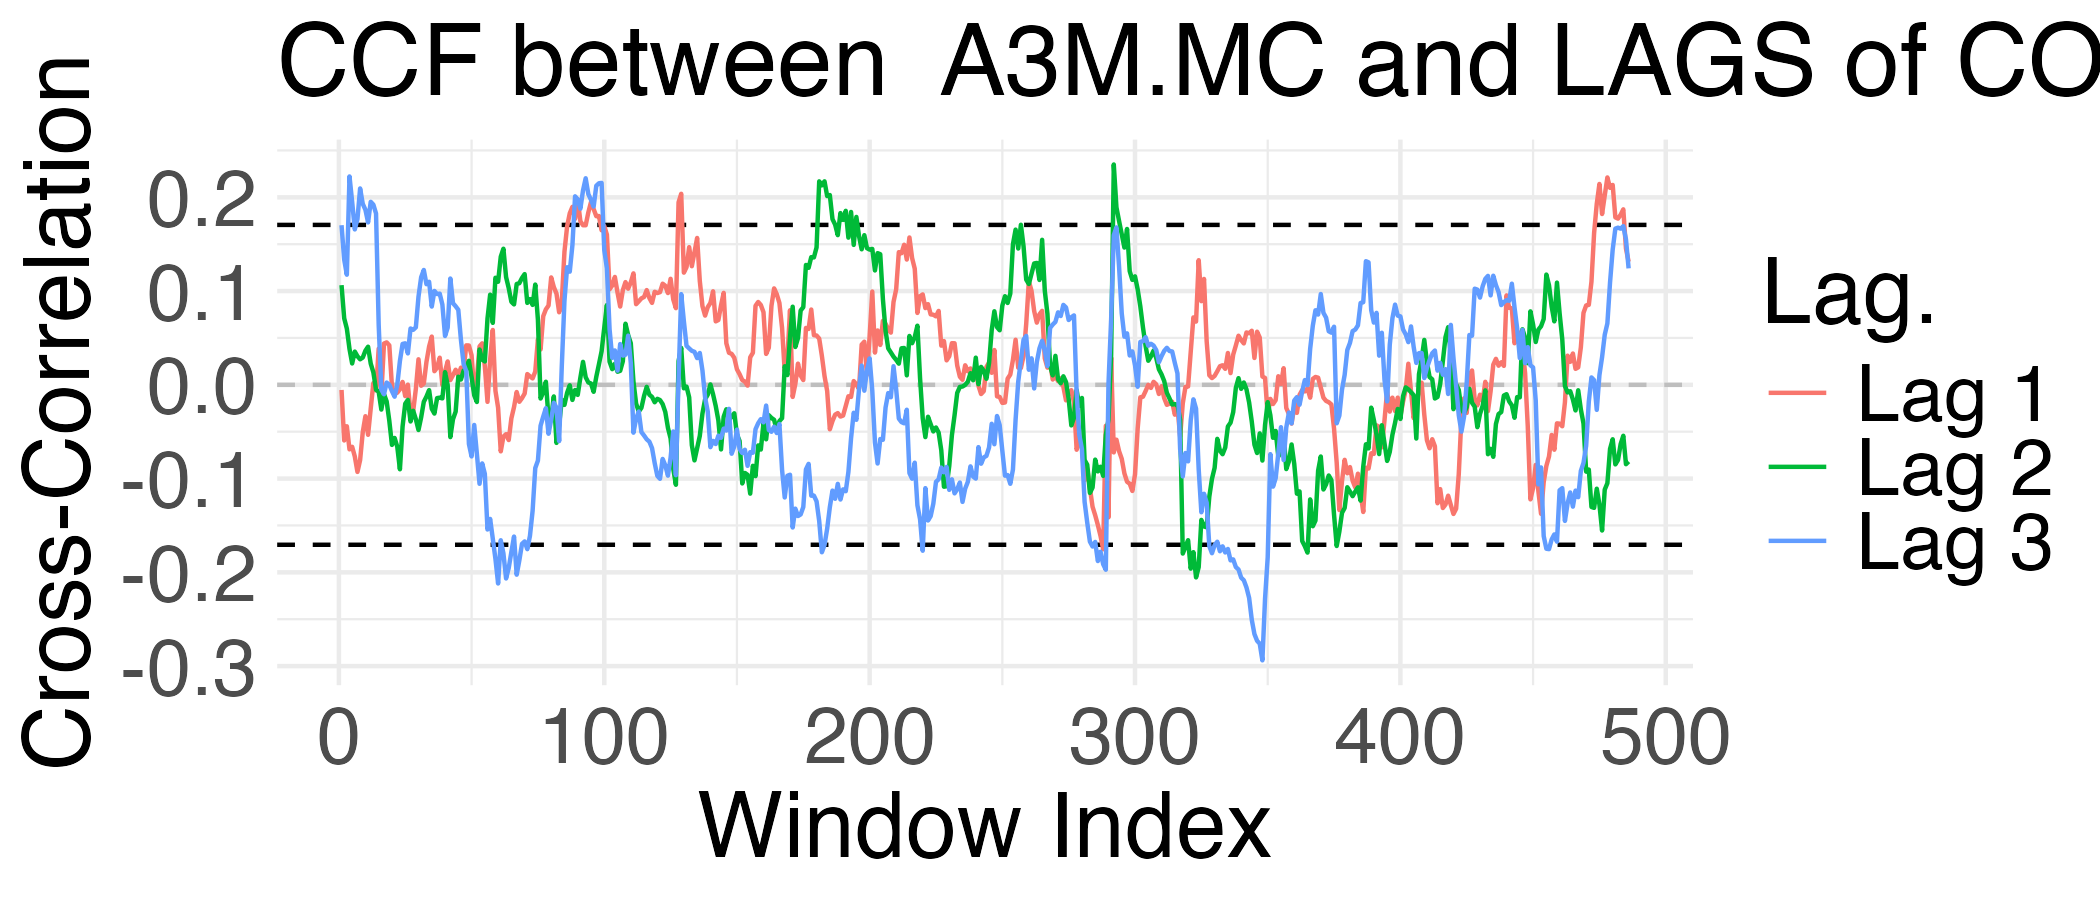 CCF between A3M.MC and LAGS of CO
Cross-Correlation
0.2
0.1
0.0
-0.1
-0.2
-0.3
0 100 200 300 400 500
Window Index
Lag.
Lag 1
Lag 2
Lag 3